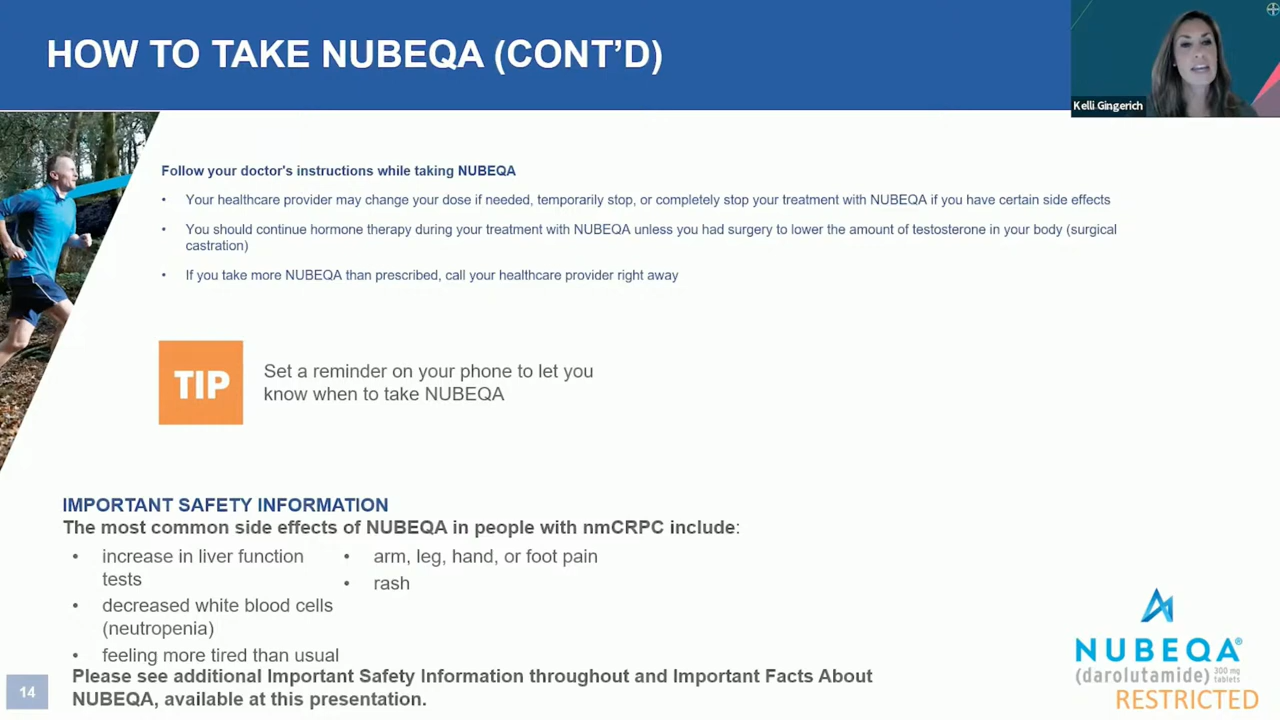 HOW TO TAKE NUBEQA (CONT'D)
Kelli Gingerich
Follow your doctor's instructions while taking NUBEQA
• Your healthcare provider may change your dose if needed, temporarily stop, or completely stop your treatment with NUBEQA if you have certain side effects
• You should continue hormone therapy during your treatment with NUBEQA unless you had surgery to lower the amount of testosterone in your body (surgical
castration)
• If you take more NUBEQA than prescribed, call your healthcare provider right away
TIP
Set a reminder on your phone to let you
know when to take NUBEQA
IMPORTANT SAFETY INFORMATION
The most common side effects of NUBEQA in people with nmCRPC include:
• increase in liver function
tests
• decreased white blood cells
(neutropenia)
• feeling more tired than usual
• arm, leg, hand, or foot pain
• rash
Please see additional Important Safety Information throughout and Important Facts About
NUBEQA, available at this presentation.
14
NUBEQA®
(darolutamide) 300 mg
tablets
RESTRICTED